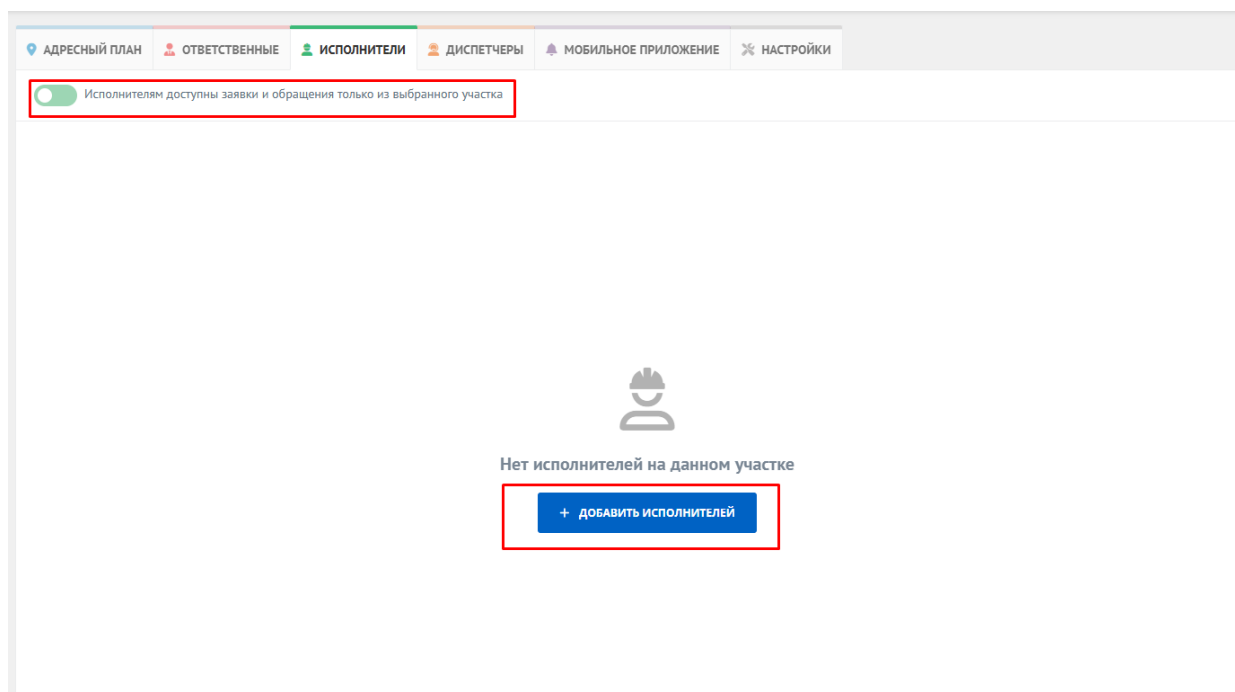 АДРЕСНЫЙ ПЛАН ОТВЕТСТВЕННЫЕ ИСПОЛНИТЕЛИ ДИСПЕТЧЕРЫ МОБИЛЬНОЕ ПРИЛОЖЕНИЕ НАСТРОЙКИ
Исполнителям доступны заявки и обращения только из выбранного участка
Нет исполнителей на данном участке
+ ДОБАВИТЬ ИСПОЛНИТЕЛЕЙ